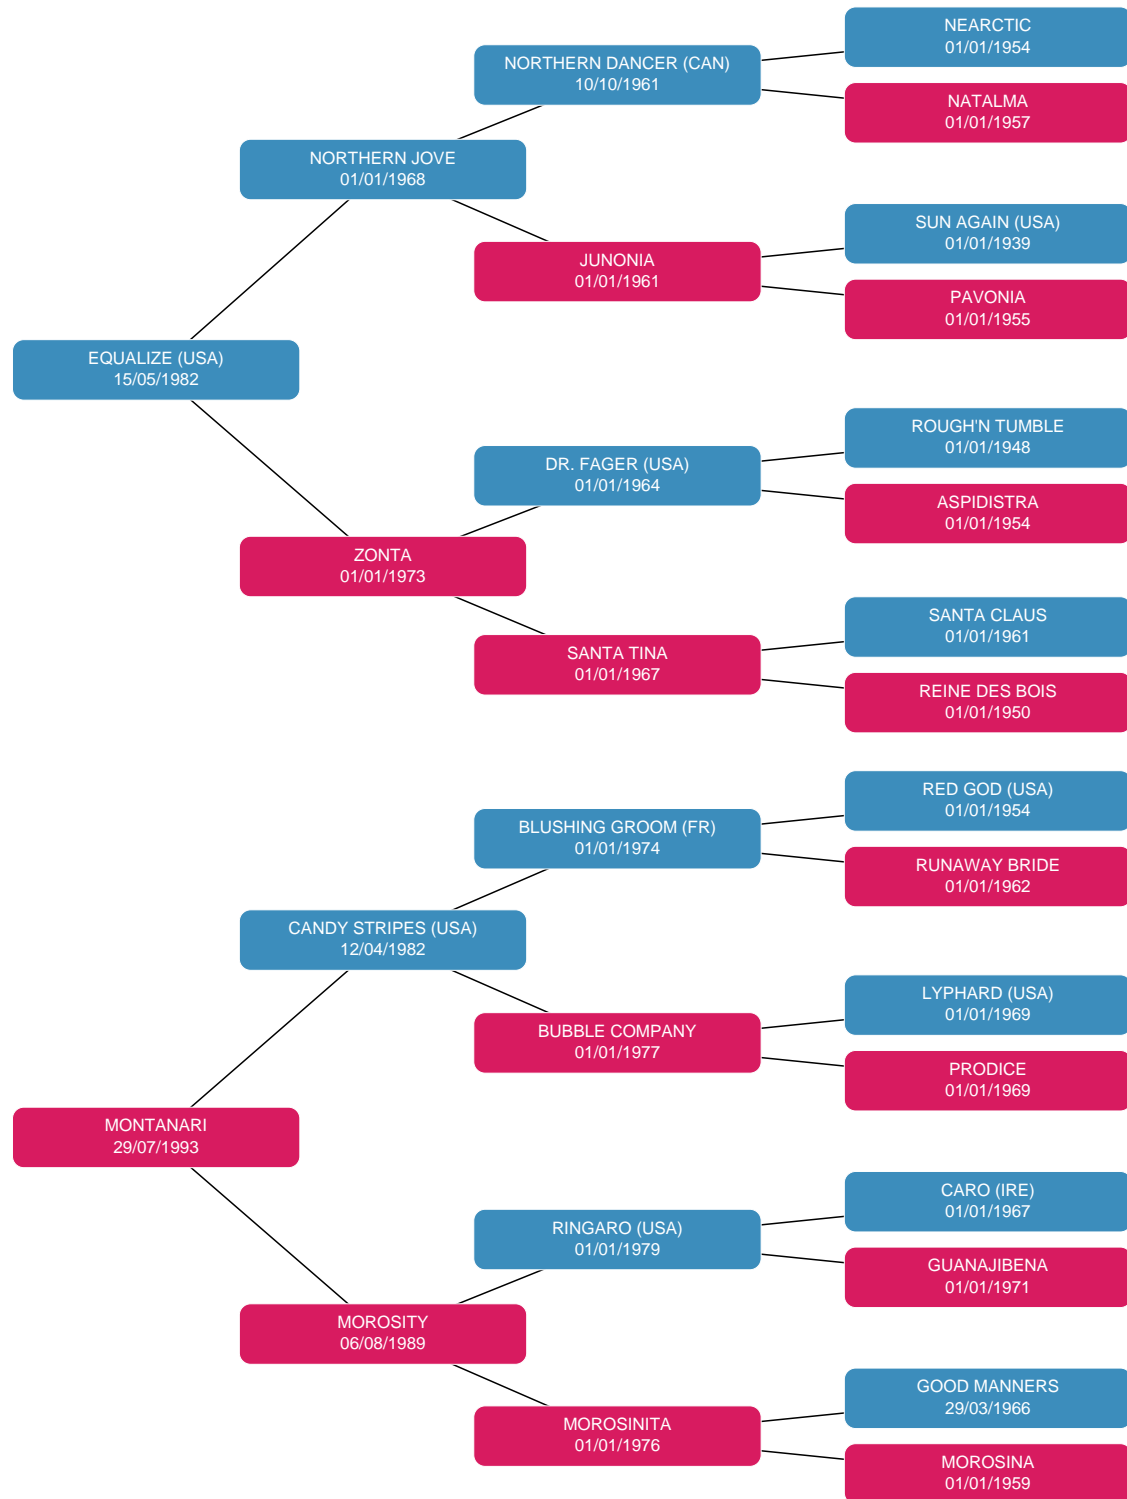 NEARCTIC
01/01/1954
NORTHERN DANCER (CAN)
10/10/1961
NATALMA
01/01/1957
NORTHERN JOVE
01/01/1968
SUN AGAIN (USA)
01/01/1939
JUNONIA
01/01/1961
PAVONIA
01/01/1955
EQUALIZE (USA)
15/05/1982
ROUGH'N TUMBLE
01/01/1948
DR. FAGER (USA)
01/01/1964
ASPIDISTRA
01/01/1954
ZONTA
01/01/1973
SANTA CLAUS
01/01/1961
SANTA TINA
01/01/1967
REINE DES BOIS
01/01/1950
RED GOD (USA)
01/01/1954
BLUSHING GROOM (FR)
01/01/1974
RUNAWAY BRIDE
01/01/1962
CANDY STRIPES (USA)
12/04/1982
LYPHARD (USA)
01/01/1969
BUBBLE COMPANY
01/01/1977
PRODICE
01/01/1969
MONTANARI
29/07/1993
CARO (IRE)
01/01/1967
RINGARO (USA)
01/01/1979
GUANAJIBENA
01/01/1971
MOROSITY
06/08/1989
GOOD MANNERS
29/03/1966
MOROSINITA
01/01/1976
MOROSINA
01/01/1959